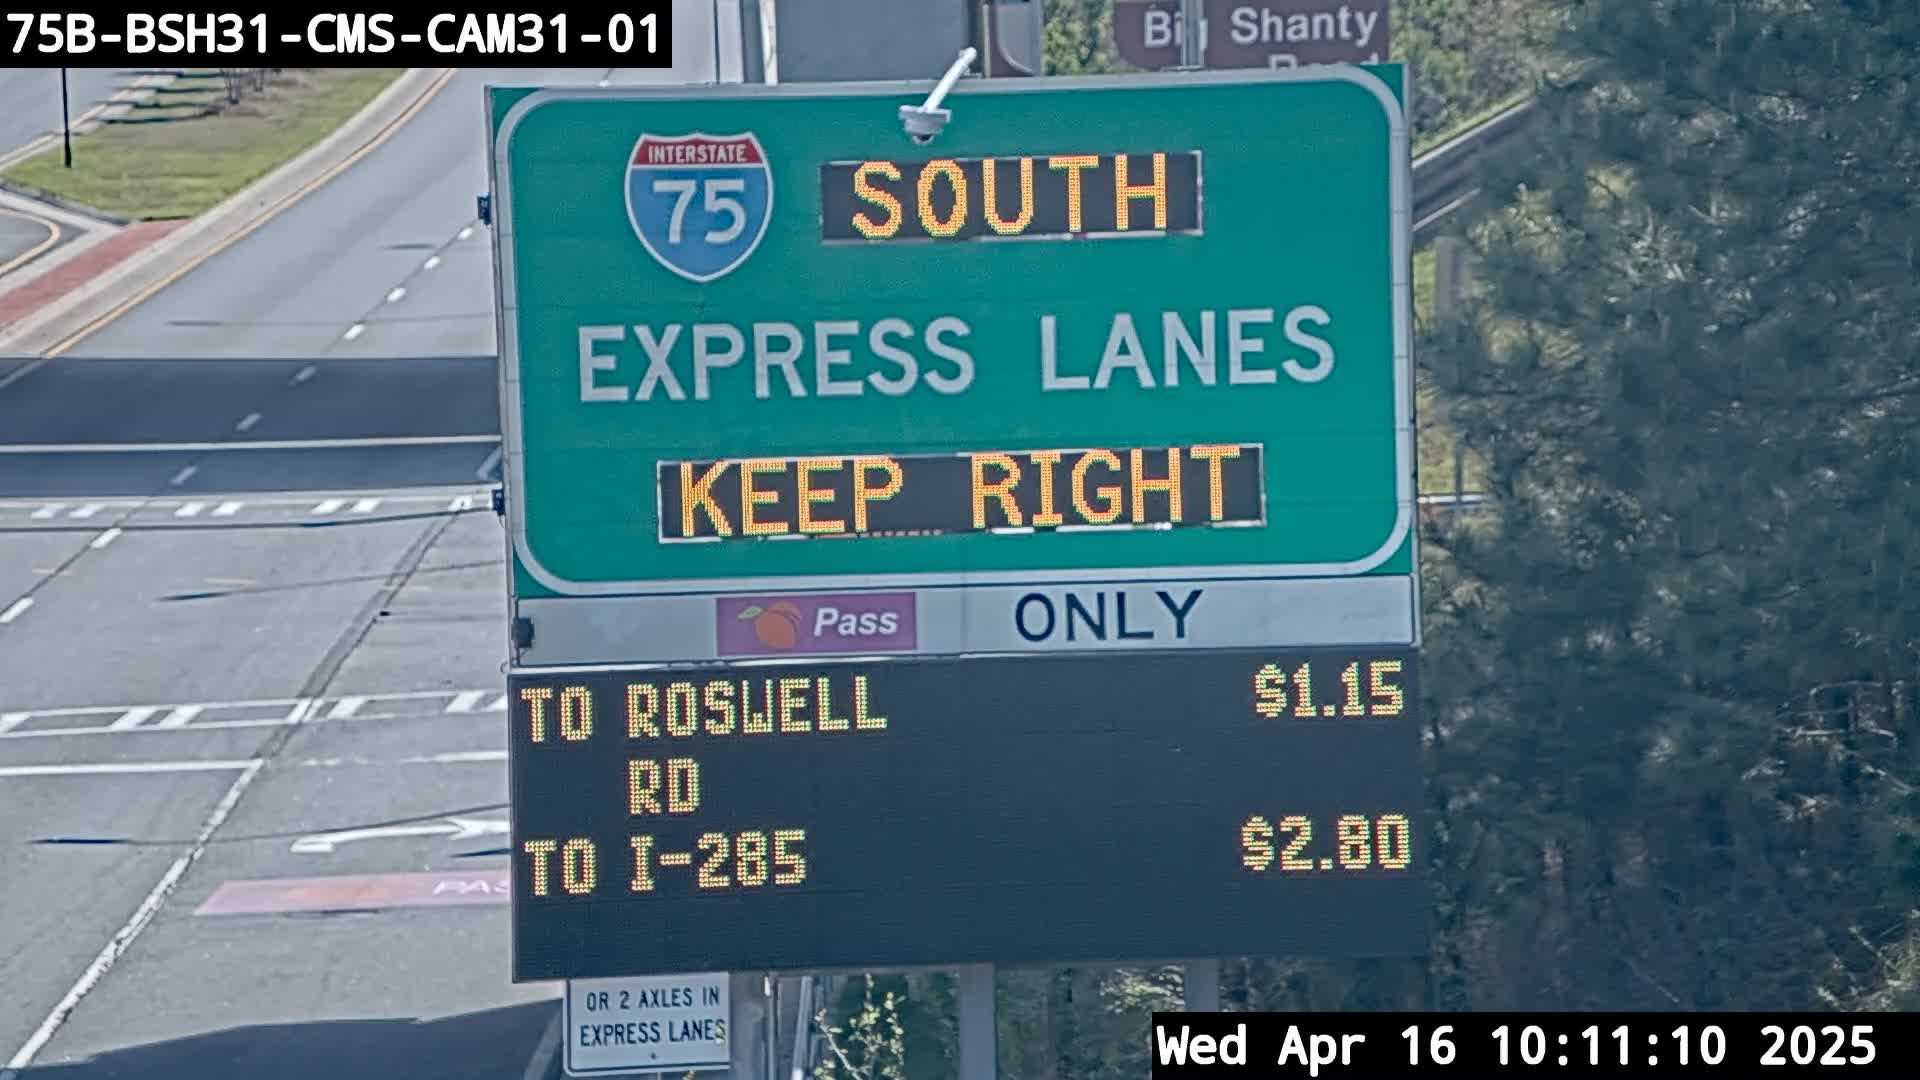 75B-BSH31-CMS-CAM31-01
Big Shanty
Road
INTERSTATE
75
SOUTH
EXPRESS LANES
KEEP RIGHT
Pass
ONLY
TO ROSWELL $1.15
RD
TO I-285 $2.80
PAS
OR 2 AXLES IN
EXPRESS LANES
Wed Apr 16 10:11:10 2025